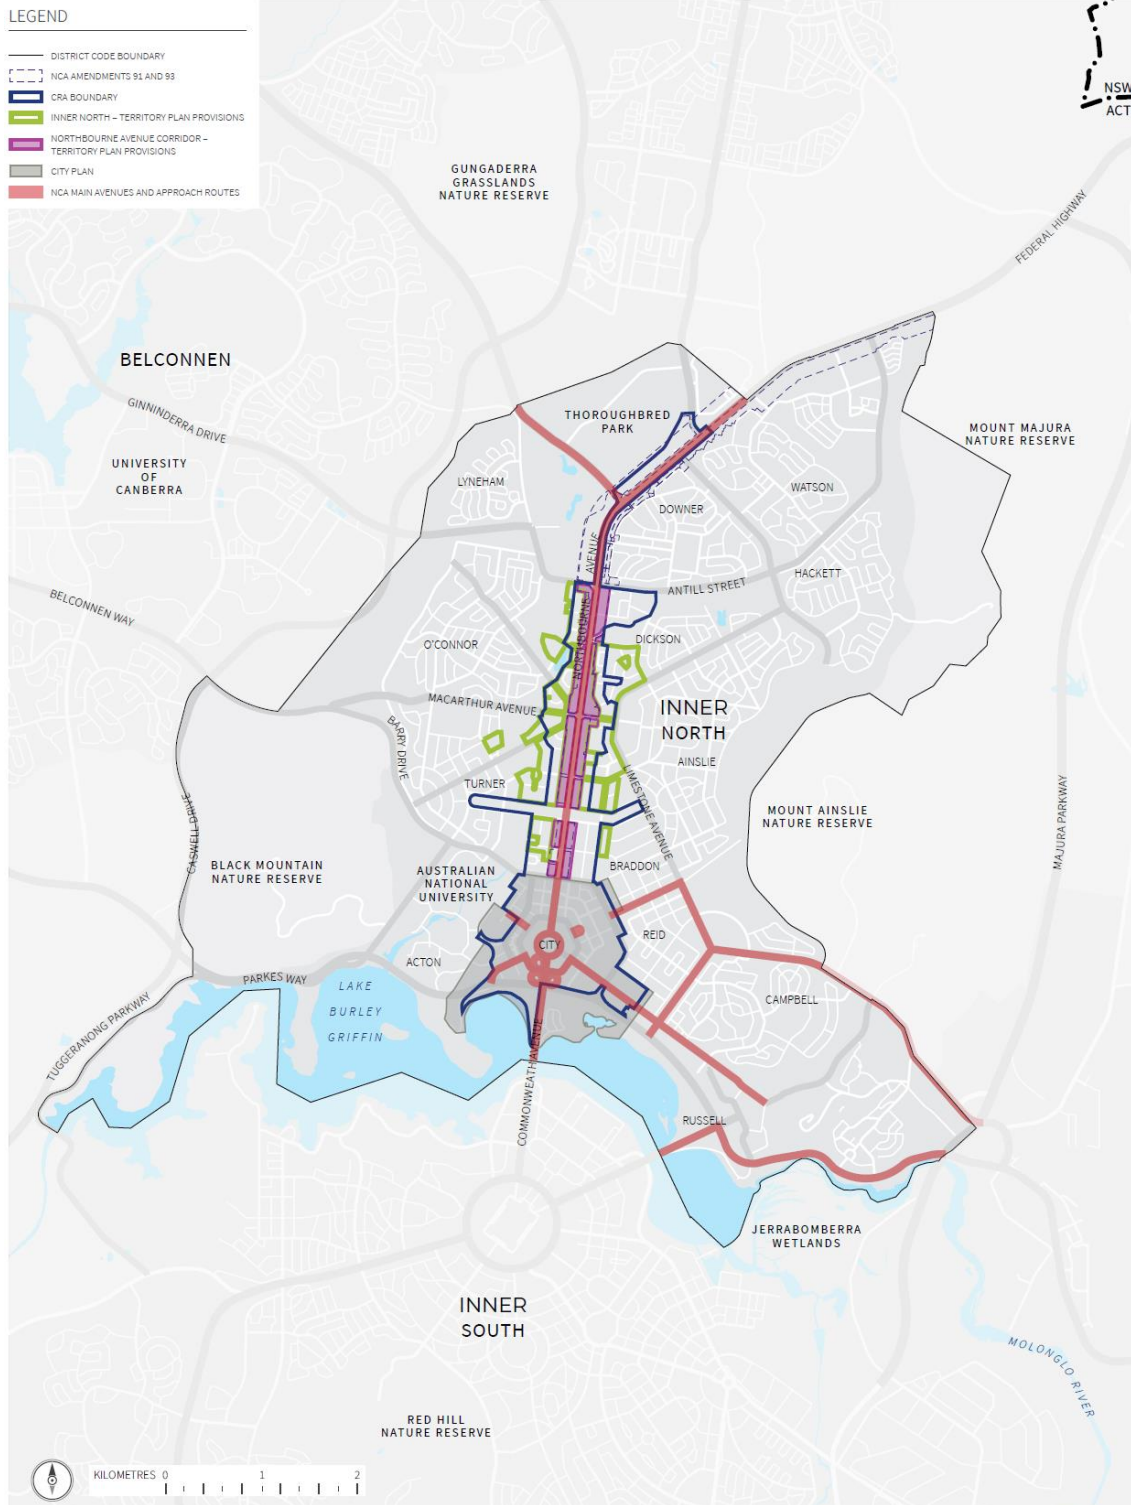 LEGEND
DISTRICT CODE BOUNDARY
NCA AMENDMENTS 91 AND 93
CRA BOUNDARY
INNER NORTH – TERRITORY PLAN PROVISIONS
NORTHBOURNE AVENUE CORRIDOR –
TERRITORY PLAN PROVISIONS
CITY PLAN
NCA MAIN AVENUES AND APPROACH ROUTES
NSW
ACT
GUNGADERRA
GRASSLANDS
NATURE RESERVE
FEDERAL HIGHWAY
BELCONNEN
GINNINDERRA DRIVE
THOROUGHBRED
PARK
MOUNT MAJURA
NATURE RESERVE
UNIVERSITY
OF
CANBERRA
LYNEHAM
WATSON
DOWNER
AVENUE
NORTHBOURNE
HACKETT
ANTILL STREET
BELCONNEN WAY
O'CONNOR
DICKSON
MACARTHUR AVENUE
INNER
NORTH
BARRY DRIVE
AINSLIE
LIMESTONE AVENUE
TURNER
CASWELL DRIVE
MOUNT AINSLIE
NATURE RESERVE
MAJURA PARKWAY
BLACK MOUNTAIN
NATURE RESERVE
AUSTRALIAN
NATIONAL
UNIVERSITY
BRADDON
REID
CITY
ACTON
PARKES WAY
LAKE
BURLEY
GRIFFIN
CAMPBELL
TUGGERANONG PARKWAY
COMMONWEATH AVENUE
RUSSELL
JERRABOMBERRA
WETLANDS
INNER
SOUTH
MOLONGLO RIVER
RED HILL
NATURE RESERVE
KILOMETRES 0 1 2